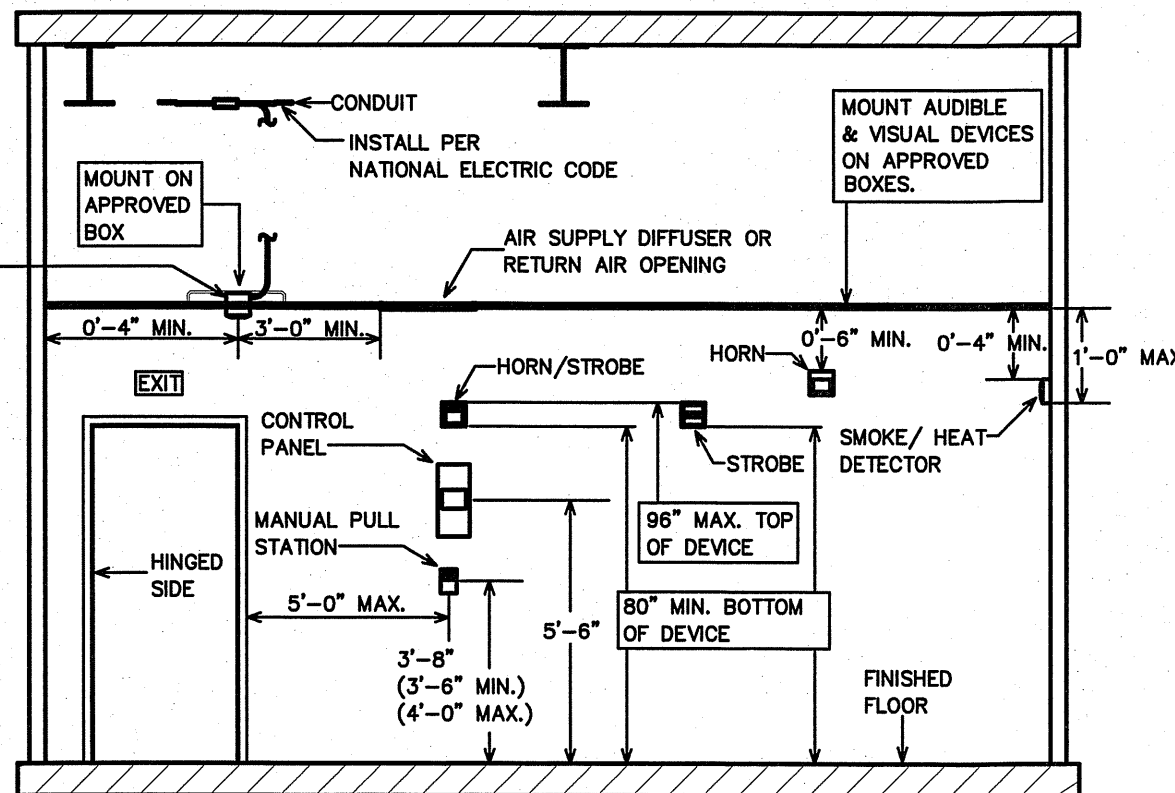 CONDUIT
INSTALL PER
NATIONAL ELECTRIC CODE
MOUNT AUDIBLE
& VISUAL DEVICES
ON APPROVED
BOXES.
MOUNT ON
APPROVED
BOX
AIR SUPPLY DIFFUSER OR
RETURN AIR OPENING
0'-4" MIN.
3'-0" MIN.
0'-6" MIN.
0'-4" MIN.
1'-0" MAX
HORN
EXIT
HORN/STROBE
CONTROL
PANEL
STROBE
SMOKE/ HEAT
DETECTOR
96" MAX. TOP
OF DEVICE
MANUAL PULL
STATION
HINGED
SIDE
5'-0" MAX.
80" MIN. BOTTOM
OF DEVICE
5'-6"
3'-8"
(3'-6" MIN.)
(4'-0" MAX.)
FINISHED
FLOOR